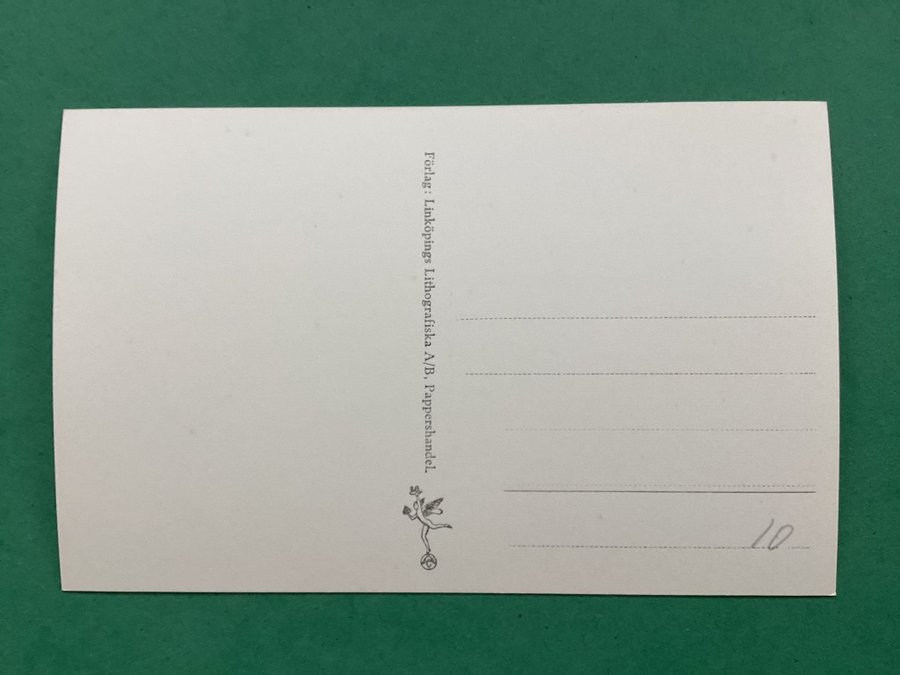 Förlag: Linköpings Lithografiska A/B, Pappershandel.
10